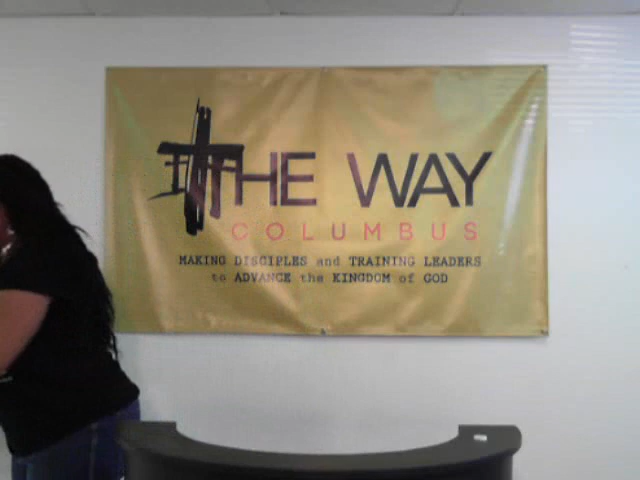 THE WAY
COLUMBUS
MAKING DISCIPLES and TRAINING LEADERS
to ADVANCE the KINGDOM of GOD